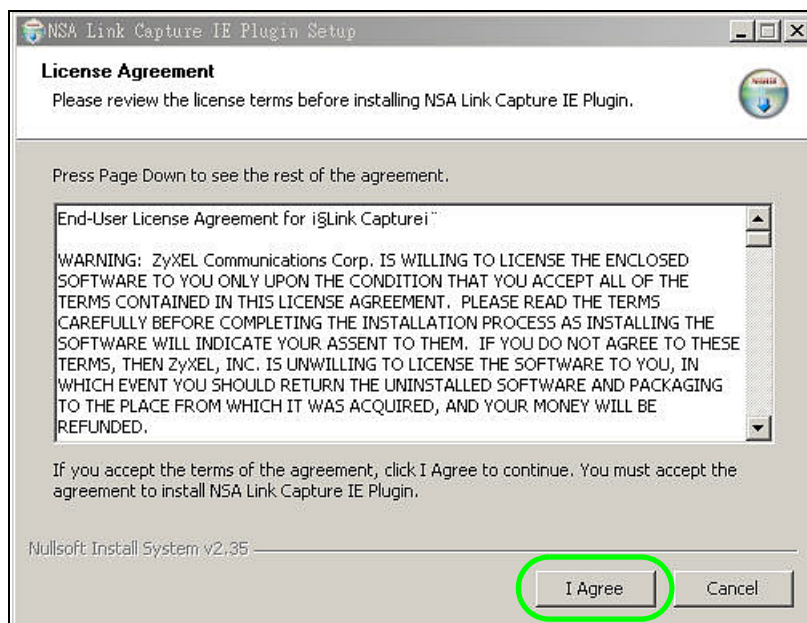 NSA Link Capture IE Plugin Setup
License Agreement
Please review the license terms before installing NSA Link Capture IE Plugin.
Press Page Down to see the rest of the agreement.
End-User License Agreement for i§Link Capturei¨
WARNING: ZyXEL Communications Corp. IS WILLING TO LICENSE THE ENCLOSED
SOFTWARE TO YOU ONLY UPON THE CONDITION THAT YOU ACCEPT ALL OF THE
TERMS CONTAINED IN THIS LICENSE AGREEMENT. PLEASE READ THE TERMS
CAREFULLY BEFORE COMPLETING THE INSTALLATION PROCESS AS INSTALLING THE
SOFTWARE WILL INDICATE YOUR ASSENT TO THEM. IF YOU DO NOT AGREE TO THESE
TERMS, THEN ZyXEL, INC. IS UNWILLING TO LICENSE THE SOFTWARE TO YOU, IN
WHICH EVENT YOU SHOULD RETURN THE UNINSTALLED SOFTWARE AND PACKAGING
TO THE PLACE FROM WHICH IT WAS ACQUIRED, AND YOUR MONEY WILL BE
REFUNDED.
If you accept the terms of the agreement, click I Agree to continue. You must accept the
agreement to install NSA Link Capture IE Plugin.
Nullsoft Install System v2.35
I Agree
Cancel